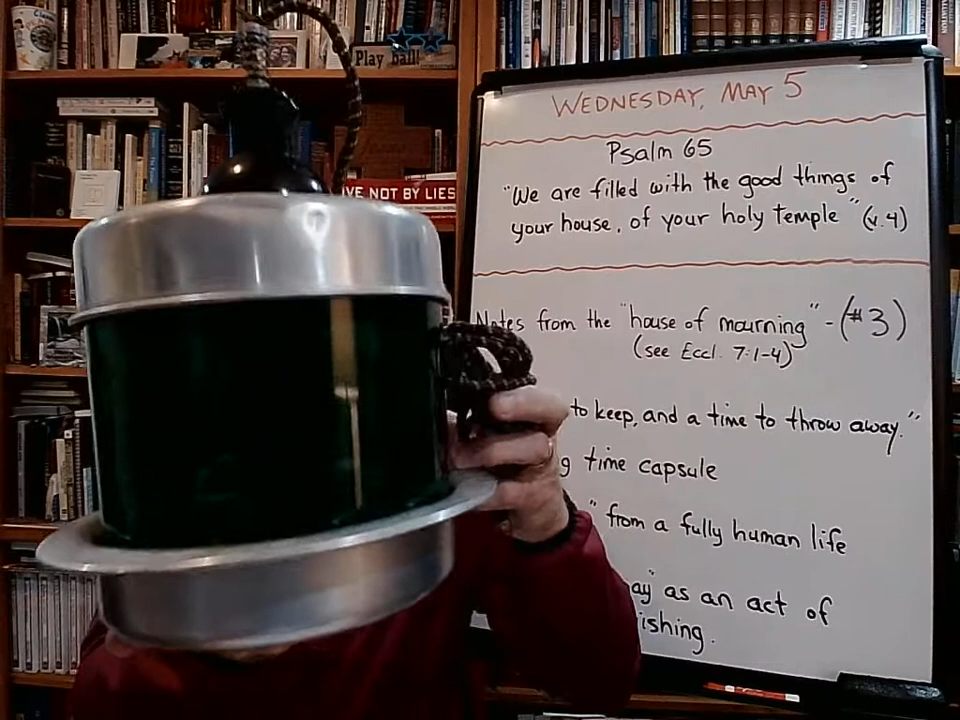 Play ball
IVE NOT BY LIES
WEDNESDAY, MAY 5
Psalm 65
"We are filled with the good things of
your house, of your holy temple" (v.4)
Notes from the "house of mourning" - (#3)
(see Eccl. 7:1-4)
to keep, and a time to throw away."
g time capsule
" from a fully human life
ay" as an act of
ishing.